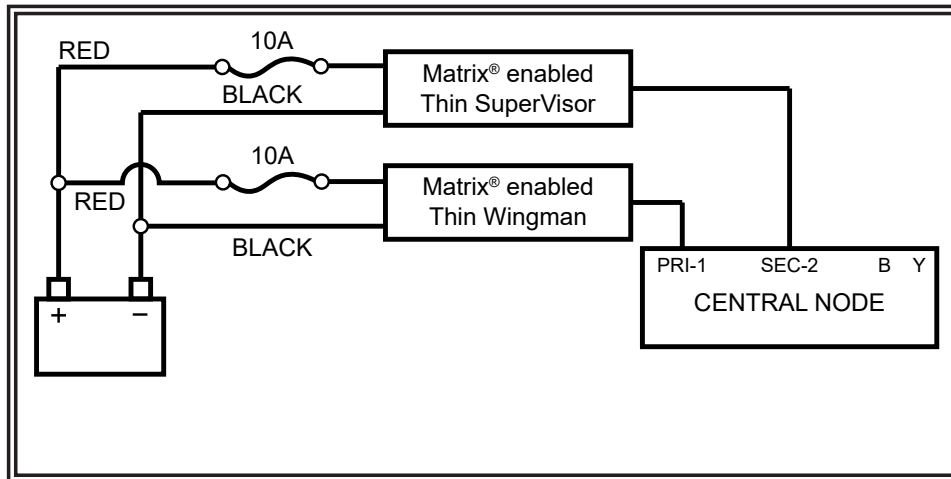 RED
10A
BLACK
Matrix® enabled
Thin SuperVisor
10A
RED
BLACK
Matrix® enabled
Thin Wingman
PRI-1 SEC-2 B Y
CENTRAL NODE
+ −